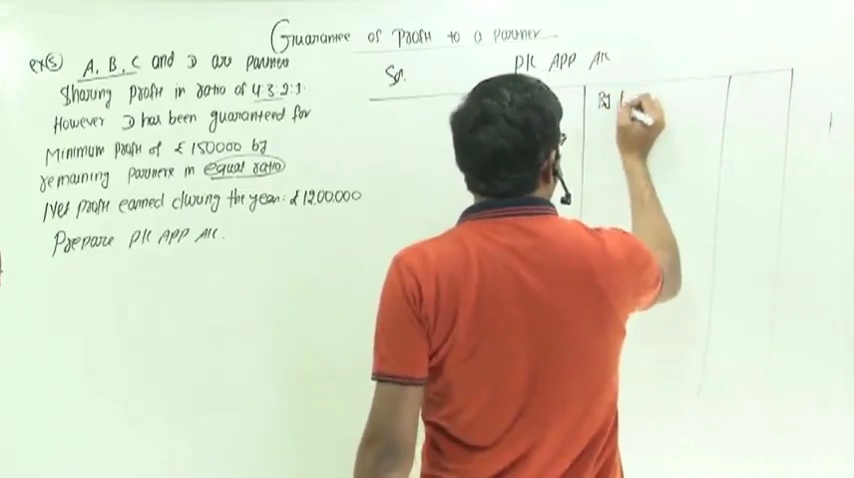 Guarantee of Profit to a Partner
ex⑤ A, B, C and D are partners
Sharing Profit in ratio of 4:3:2:1.
However D has been guaranteed for
Minimum profit of ₹ 150000 by
remaining partners in equal ratio
Net profit earned during the year: ₹ 12,00,000
Prepare P/L APP A/c.
Sol. P/L APP A/c
By